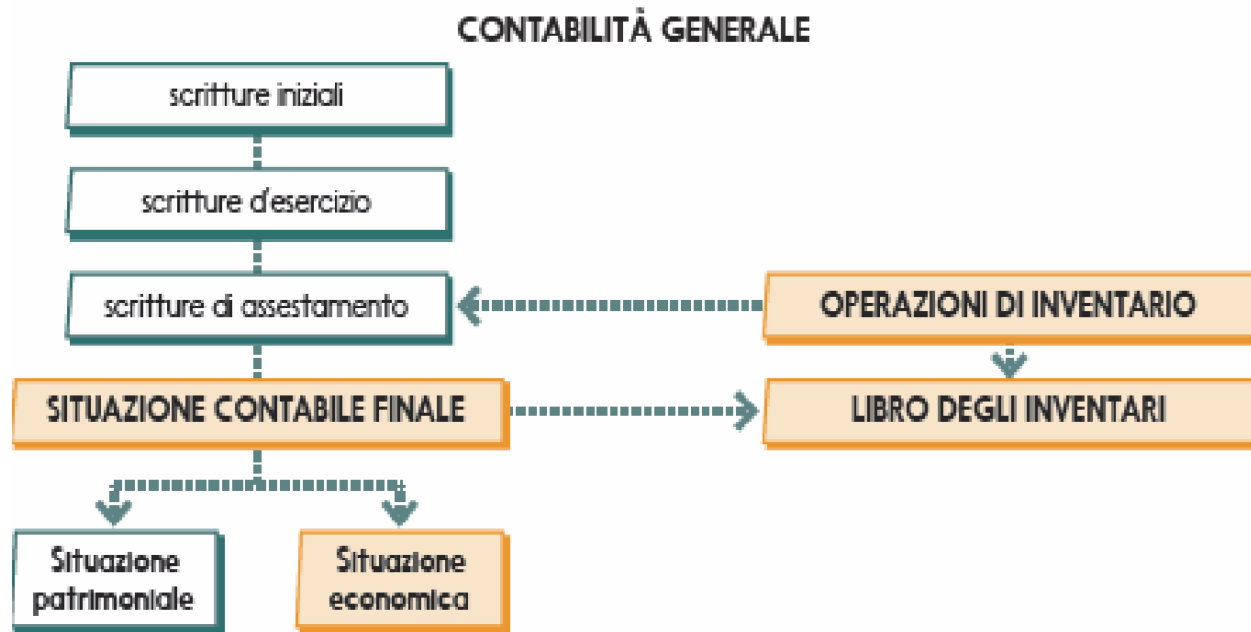 CONTABILITÀ GENERALE
scritture iniziali
scritture d'esercizio
scritture di assestamento
OPERAZIONI DI INVENTARIO
SITUAZIONE CONTABILE FINALE
LIBRO DEGLI INVENTARI
Situazione
patrimoniale
Situazione
economica